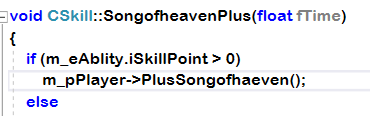 void CSkill::SongofheavenPlus(float fTime)
{
if (m_eAblity.iSkillPoint > 0)
m_pPlayer->PlusSongofhaeven();
else